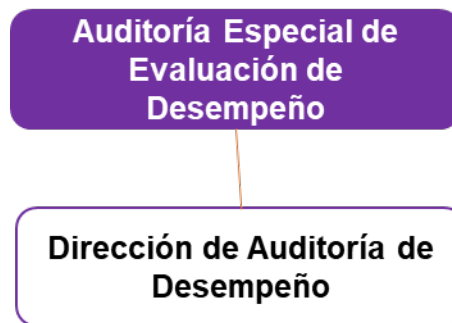 Auditoría Especial de
Evaluación de
Desempeño
Dirección de Auditoría de
Desempeño